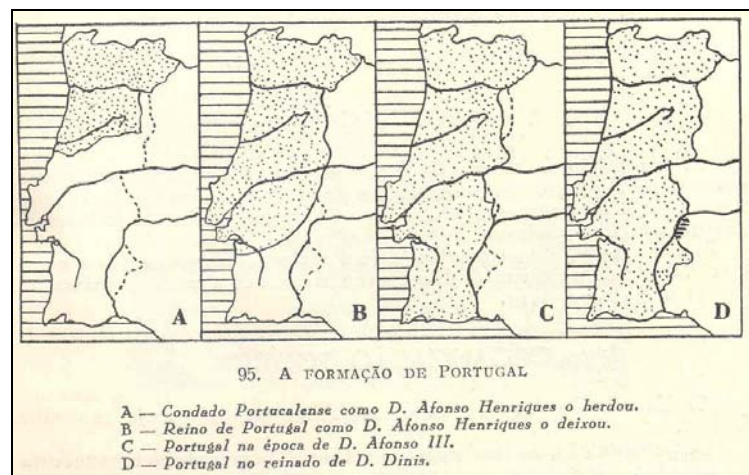 A B C D
95. A FORMAÇÃO DE PORTUGAL
A — Condado Portucalense como D. Afonso Henriques o herdou.
B — Reino de Portugal como D. Afonso Henriques o deixou.
C — Portugal na época de D. Afonso III.
D — Portugal no reinado de D. Dinis.